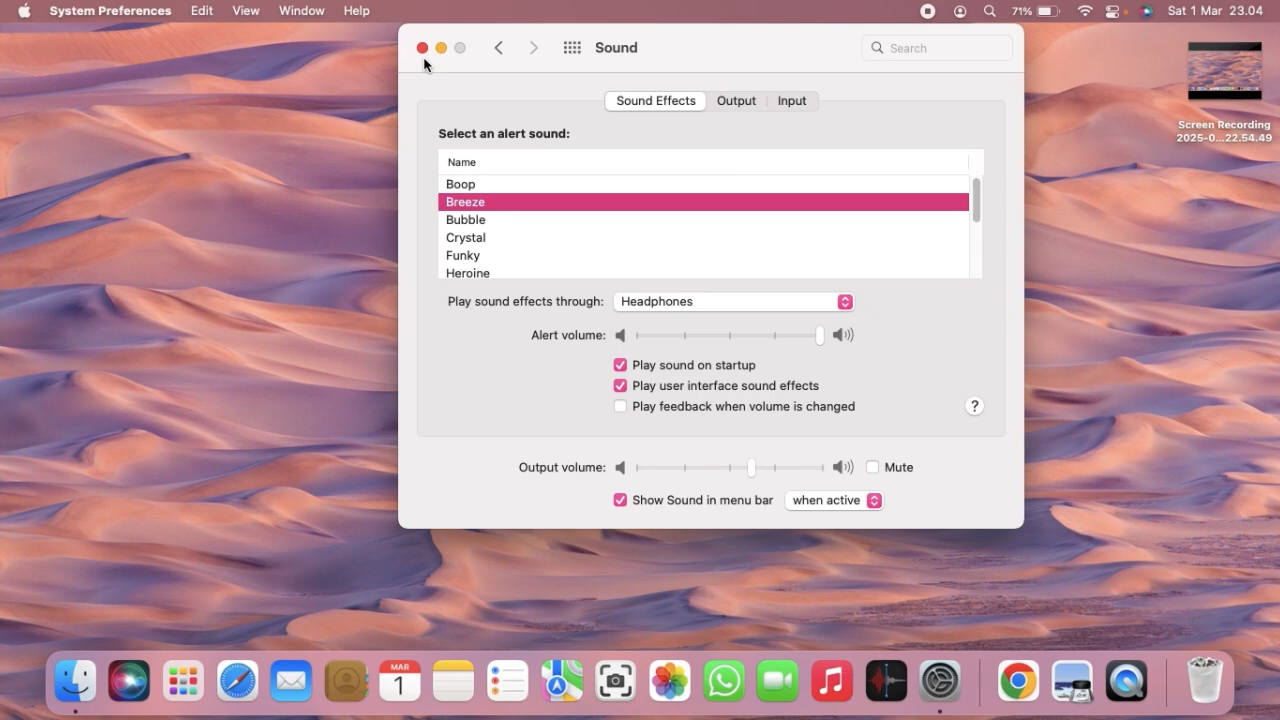 System Preferences Edit View Window Help 71% Sat 1 Mar 23.04
Sound Search
Screen Recording
2025-0...22.54.49
Sound Effects Output Input
Select an alert sound:
Name
Boop
Breeze
Bubble
Crystal
Funky
Heroine
Play sound effects through: Headphones
Alert volume:
Play sound on startup
Play user interface sound effects
Play feedback when volume is changed ?
Output volume: Mute
Show Sound in menu bar when active
MAR
1